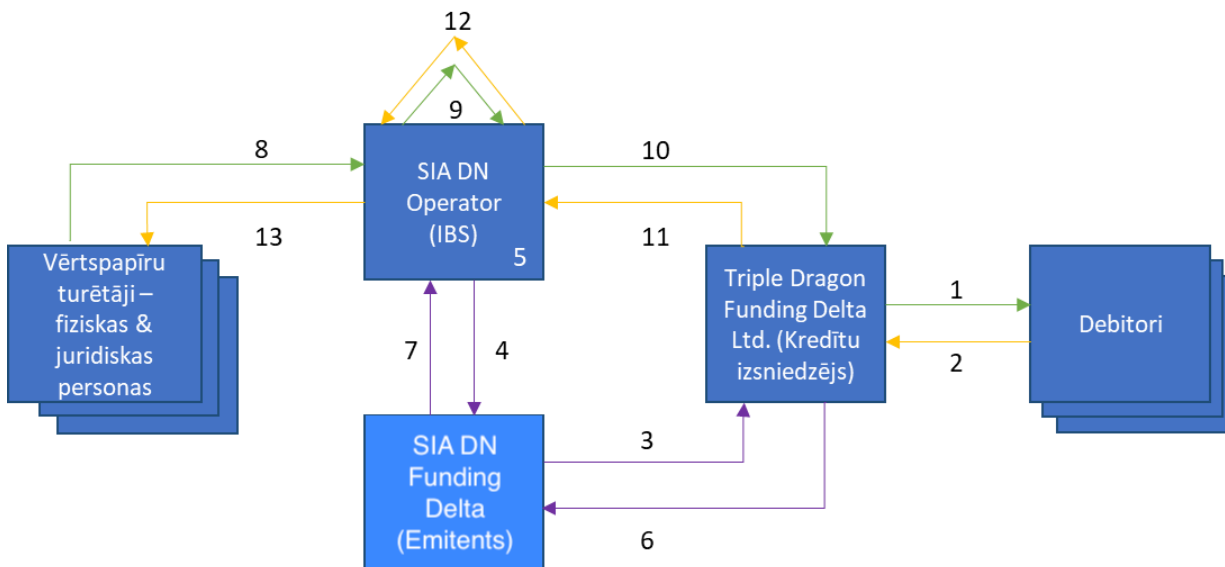 12
9
8
SIA DN
Operator
(IBS)
5
10
13
11
Vērtspapīru
turētāji –
fiziskas &
juridiskas
personas
7
4
Triple Dragon
Funding Delta
Ltd. (Kredītu
izsniedzējs)
1
2
Debitori
SIA DN
Funding
Delta
(Emitents)
3
6